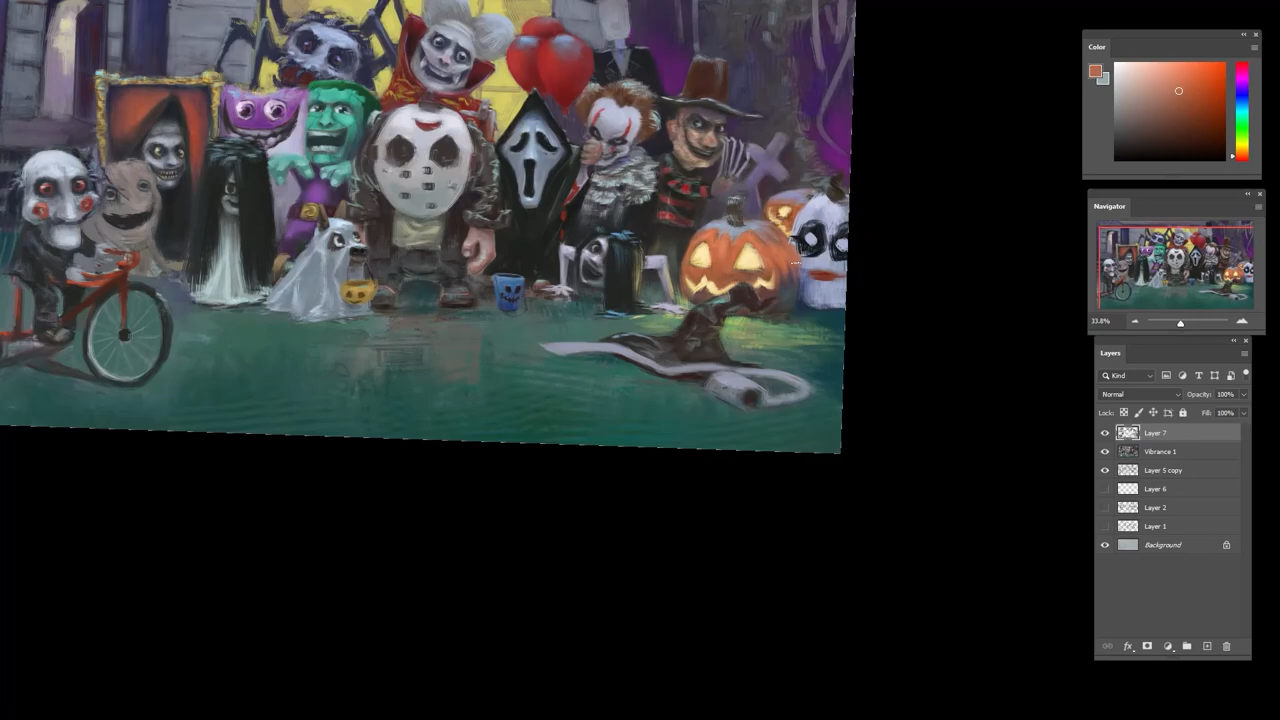 Color
Navigator
33.8%
Layers
Kind
Normal
Opacity: 100%
Lock:
Fill: 100%
Layer 7
Vibrance 1
Layer 5 copy
Layer 6
Layer 2
Layer 1
Background
fx